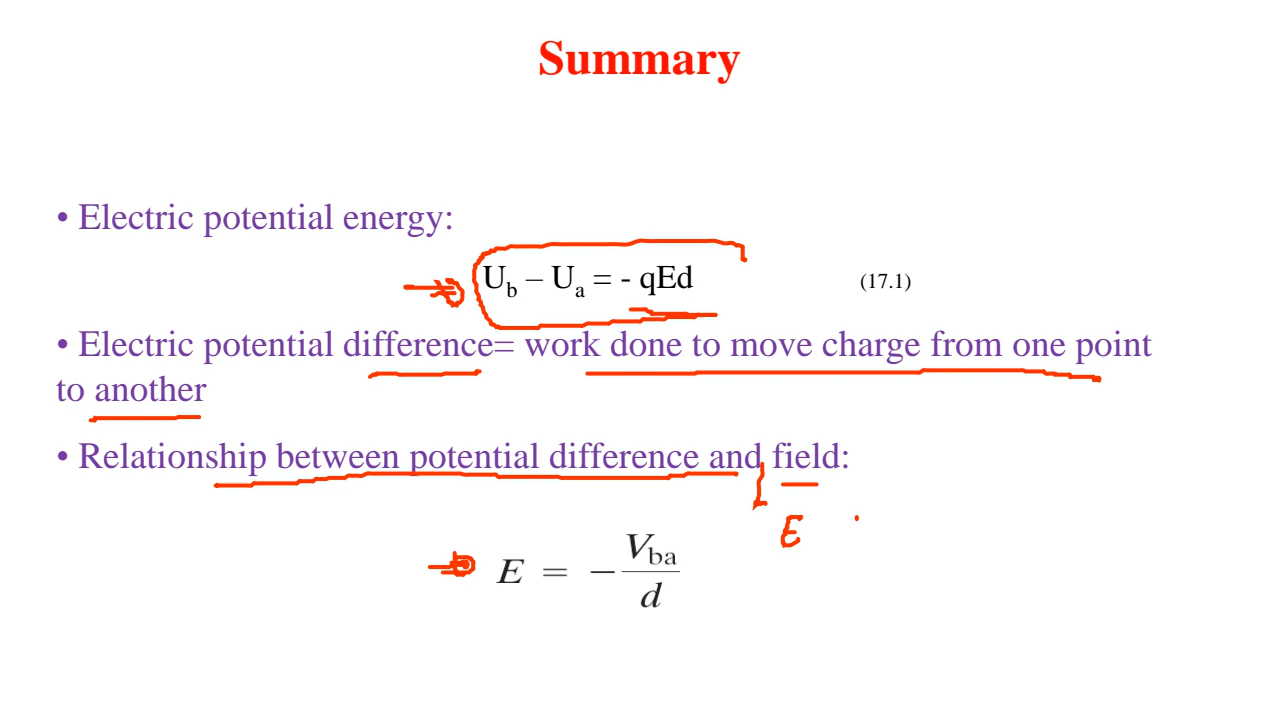 Summary
• Electric potential energy:
U_b – U_a = - qEd (17.1)
• Electric potential difference= work done to move charge from one point
to another
• Relationship between potential difference and field:
E
E = −V_ba/d